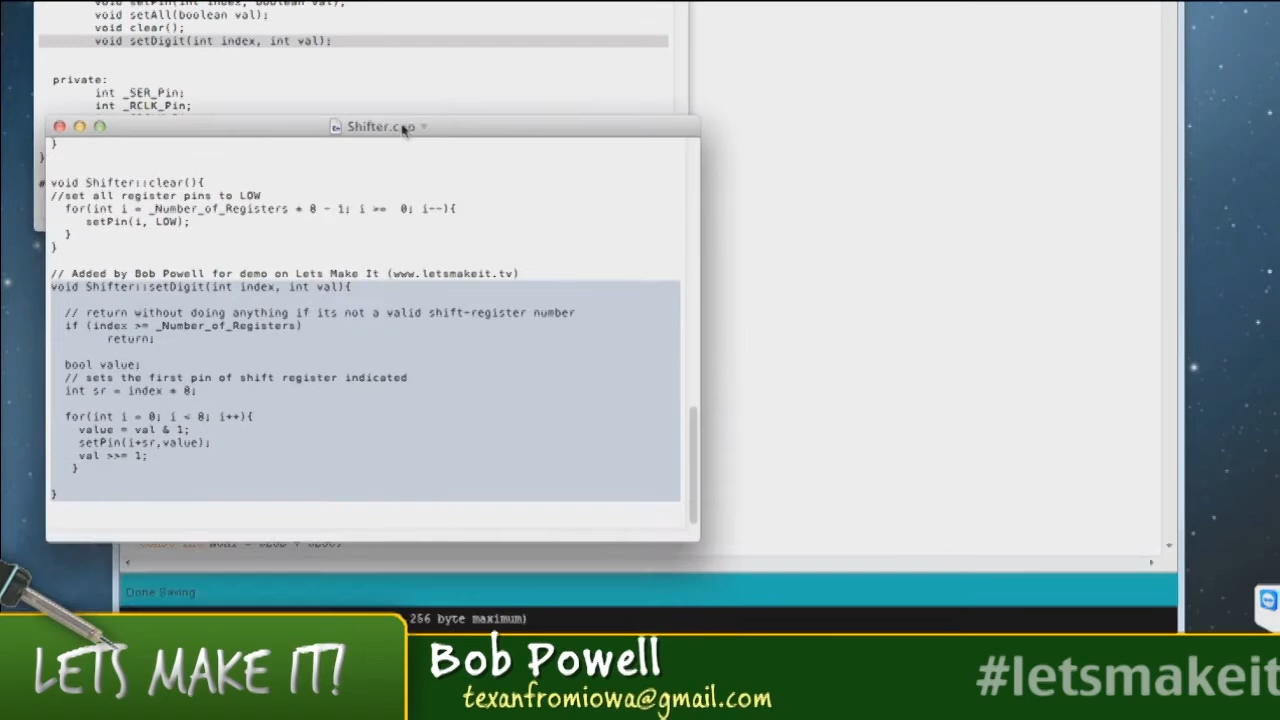 void setAll(boolean val);
void clear();
void setDigit(int index, int val);
private:
int _SER_Pin;
int _RCLK_Pin;
Shifter.cpp
}
}
void Shifter::clear(){
//set all register pins to LOW
for(int i = _Number_of_Registers * 8 - 1; i >=  0; i--){
setPin(i, LOW);
}
}
// Added by Bob Powell for demo on Lets Make It (www.letsmakeit.tv)
void Shifter::setDigit(int index, int val){
// return without doing anything if its not a valid shift-register number
if (index >= _Number_of_Registers)
return;
bool value;
// sets the first pin of shift register indicated
int sr = index * 8;
for(int i = 0; i < 8; i++){
value = val & 1;
setPin(i+sr,value);
val >>= 1;
}
}
Done Saving
256 byte maximum)
LETS MAKE IT!
Bob Powell
texanfromiowa@gmail.com
#letsmakeit